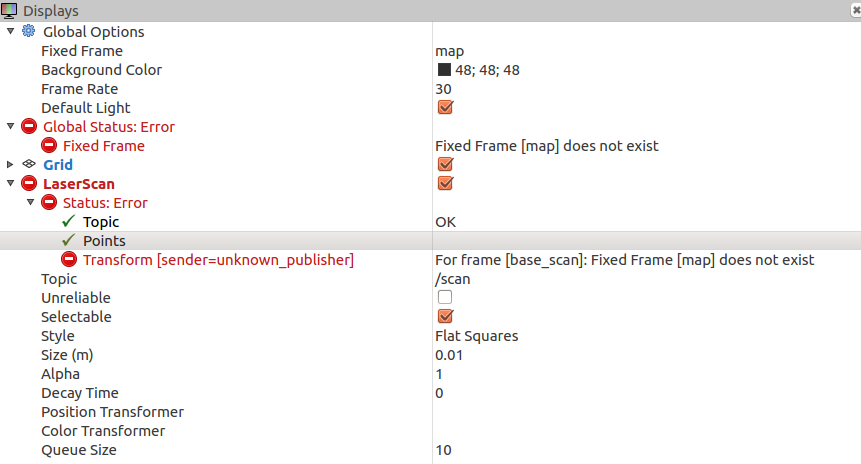 Displays
Global Options
Fixed Frame map
Background Color 48; 48; 48
Frame Rate 30
Default Light
Global Status: Error
Fixed Frame Fixed Frame [map] does not exist
Grid
LaserScan
Status: Error
Topic OK
Points
Transform [sender=unknown_publisher] For frame [base_scan]: Fixed Frame [map] does not exist
Topic /scan
Unreliable
Selectable
Style Flat Squares
Size (m) 0.01
Alpha 1
Decay Time 0
Position Transformer
Color Transformer
Queue Size 10